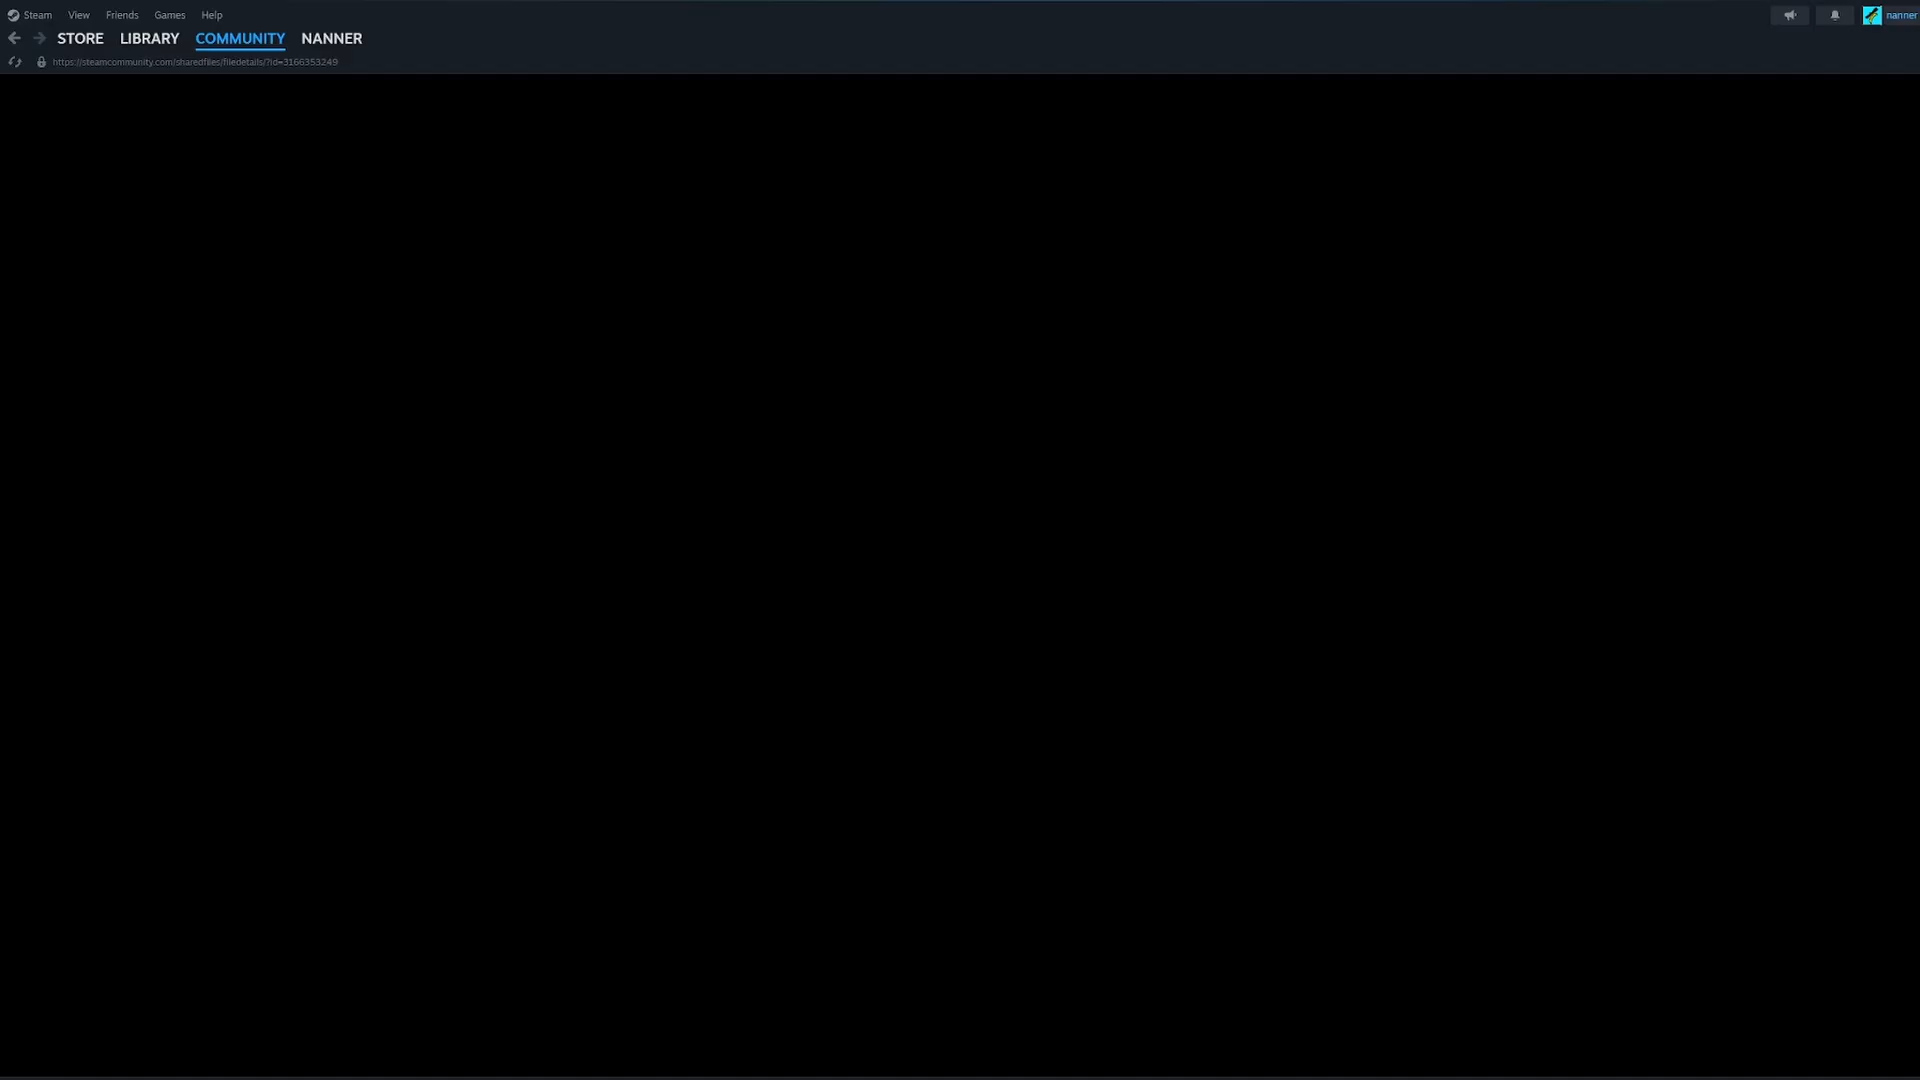 Steam View Friends Games Help nanner
STORE LIBRARY COMMUNITY NANNER
https://steamcommunity.com/sharedfiles/filedetails/?id=3166353249